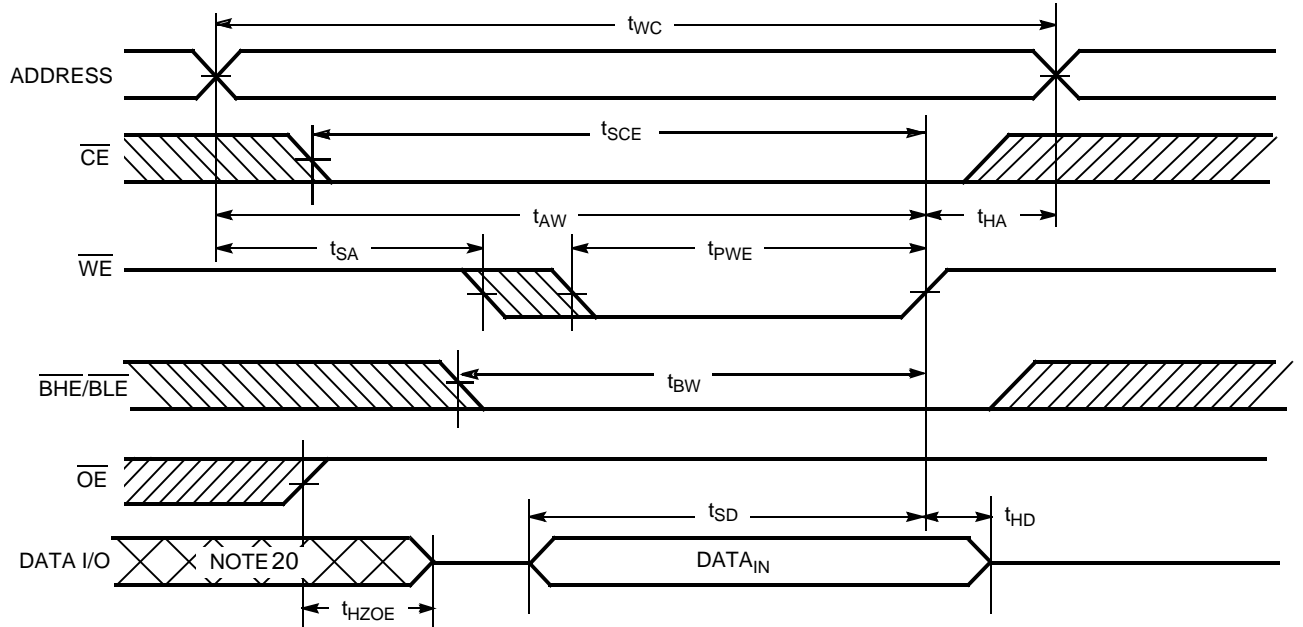 tWC
ADDRESS
tSCE
CE
tAW
tHA
tSA
tPWE
WE
tBW
BHE/BLE
OE
tSD
tHD
DATA I/O
NOTE 20
DATAIN
tHZOE